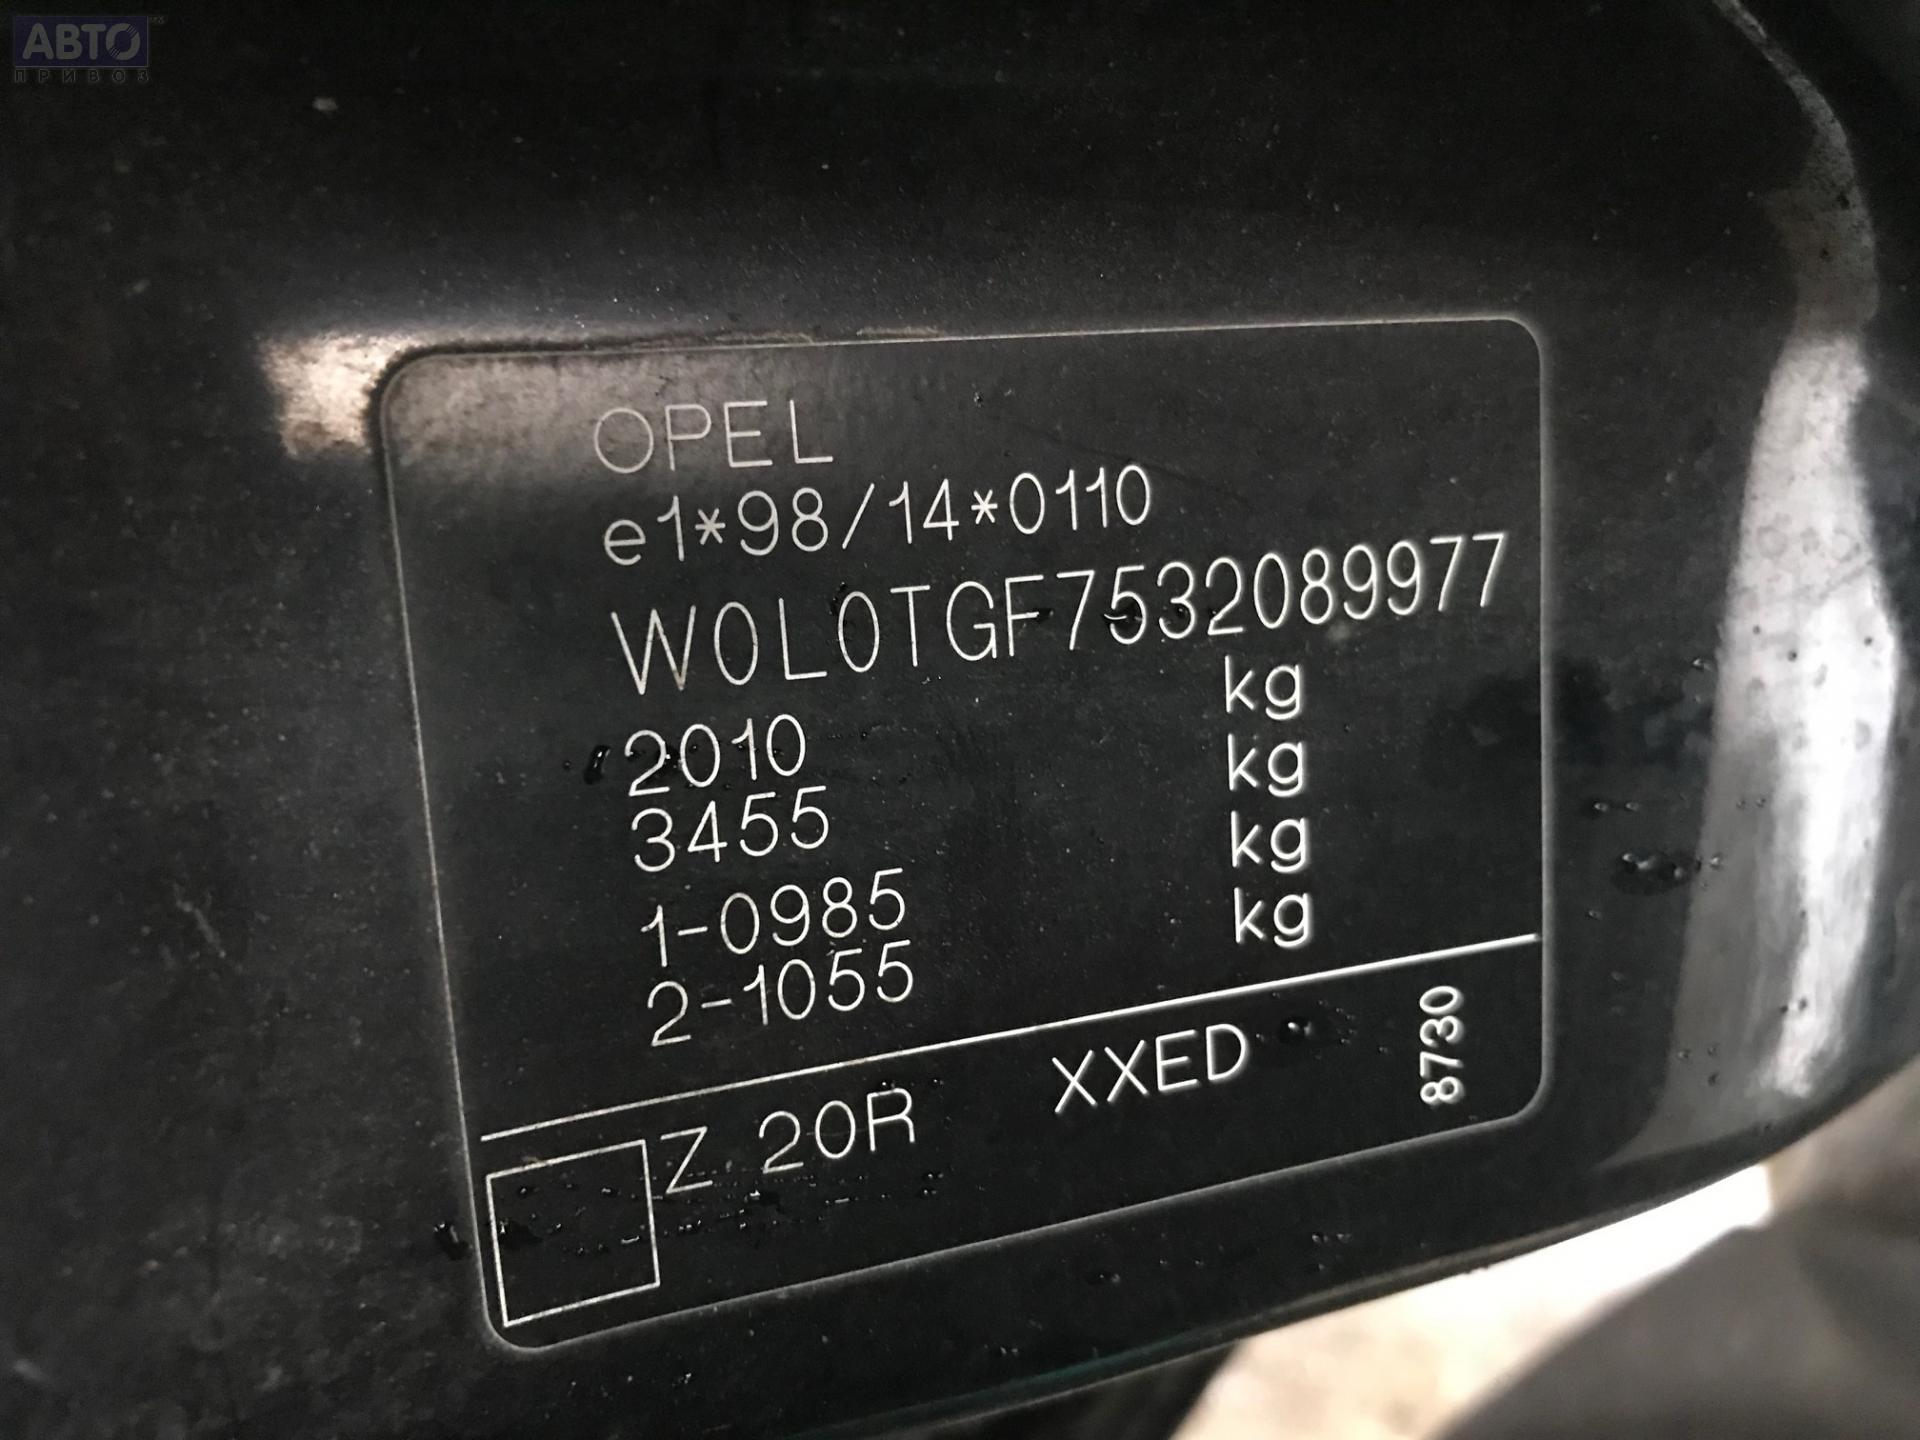 АВТО
ПРИВОЗ
OPEL
e1*98/14*0110
W0L0TGF7532089977
kg
2010 kg
3455 kg
1-0985 kg
2-1055
Z 20R XXED 8730